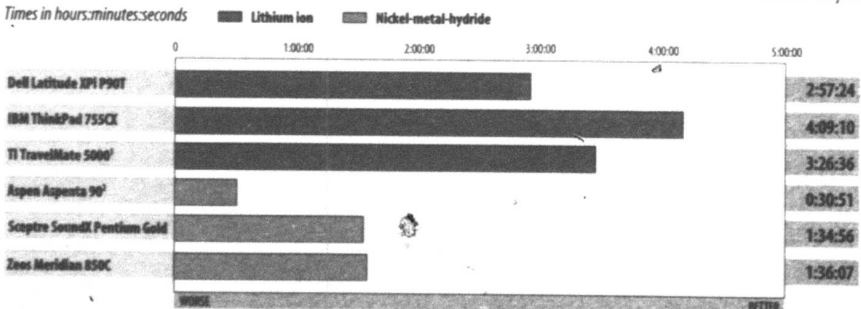 Times in hours:minutes:seconds Lithium ion Nickel-metal-hydride
0 1:00:00 2:00:00 3:00:00 4:00:00 5:00:00
Dell Latitude XPi P90T 2:57:24
IBM ThinkPad 755CX 4:09:10
TI TravelMate 5000¹ 3:26:36
Aspen Aspenta 90² 0:30:51
Sceptre SoundX Pentium Gold 1:34:56
Zeos Meridian 850C 1:36:07
WORSE BETTER